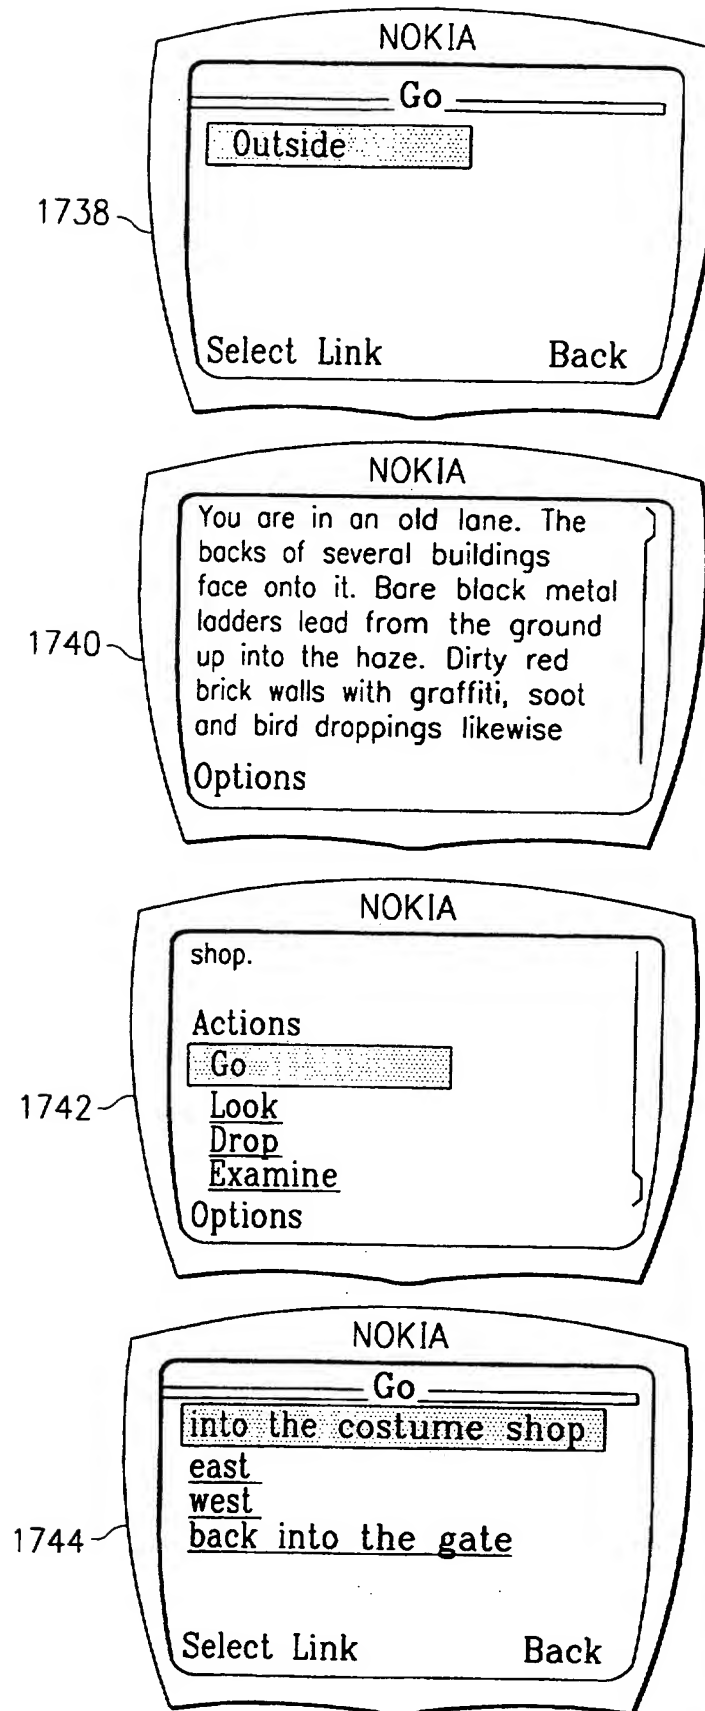 NOKIA
Go
Outside
1738
Select Link Back
NOKIA
You are in an old lane. The
backs of several buildings
face onto it. Bare black metal
ladders lead from the ground
1740
up into the haze. Dirty red
brick walls with graffiti, soot
and bird droppings likewise
Options
NOKIA
shop.
Actions
Go
1742
Look
Drop
Examine
Options
NOKIA
Go
into the costume shop
east
west
1744
back into the gate
Select Link Back